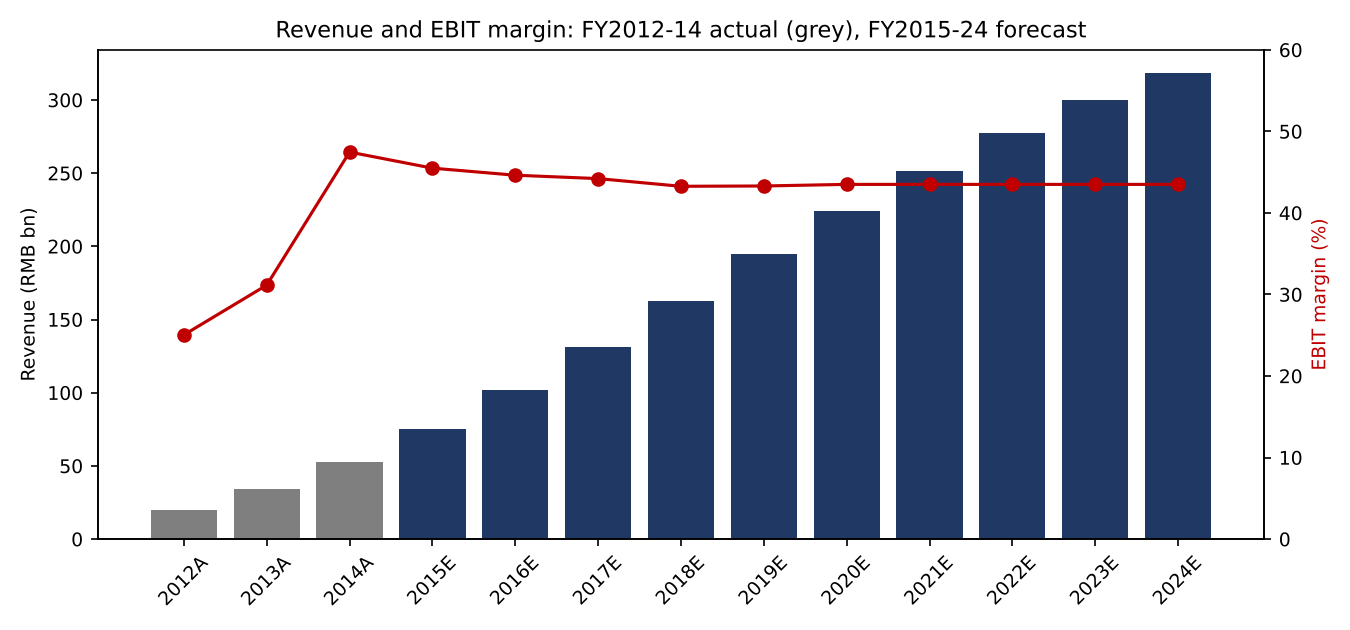 Revenue and EBIT margin: FY2012-14 actual (grey), FY2015-24 forecast
Revenue (RMB bn)
300
250
200
150
100
50
0
60
50
40
30
20
10
0
EBIT margin (%)
2012A
2013A
2014A
2015E
2016E
2017E
2018E
2019E
2020E
2021E
2022E
2023E
2024E